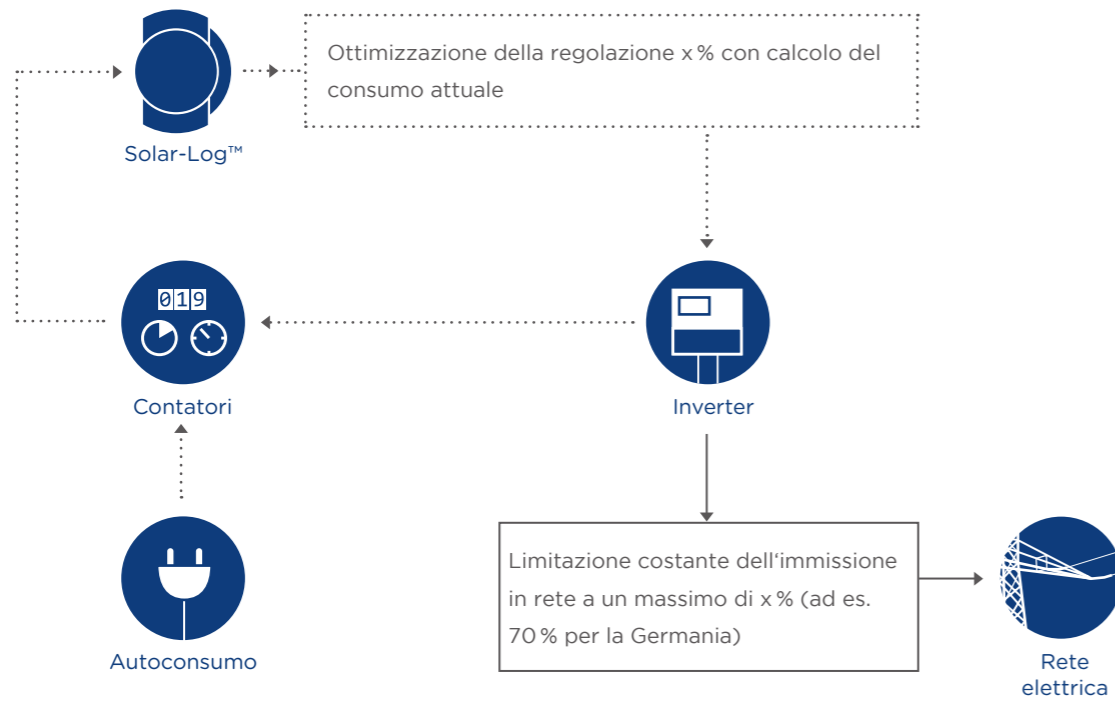 Ottimizzazione della regolazione x % con calcolo del
consumo attuale
Solar-Log™
019
Contatori
Inverter
Limitazione costante dell‘immissione
in rete a un massimo di x % (ad es.
70 % per la Germania)
Autoconsumo
Rete
elettrica